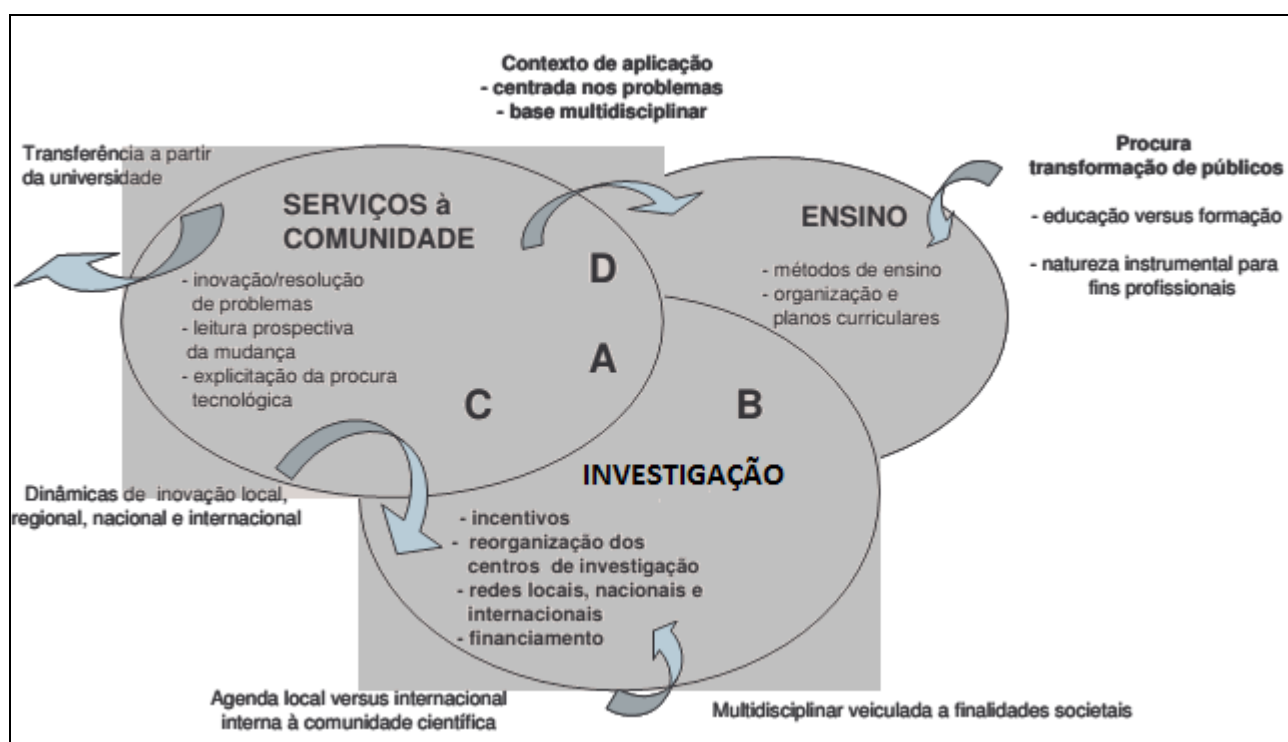 Contexto de aplicação
- centrada nos problemas
- base multidisciplinar
Transferência a partir
da universidade
Procura
transformação de públicos
- educação versus formação
- natureza instrumental para
fins profissionais
SERVIÇOS à
COMUNIDADE
- inovação/resolução
de problemas
- leitura prospectiva
da mudança
- explicitação da procura
tecnológica
ENSINO
- métodos de ensino
- organização e
planos curriculares
D
A
C
B
INVESTIGAÇÃO
- incentivos
- reorganização dos
centros de investigação
- redes locais, nacionais e
internacionais
- financiamento
Dinâmicas de inovação local,
regional, nacional e internacional
Agenda local versus internacional
interna à comunidade científica
Multidisciplinar veiculada a finalidades societais